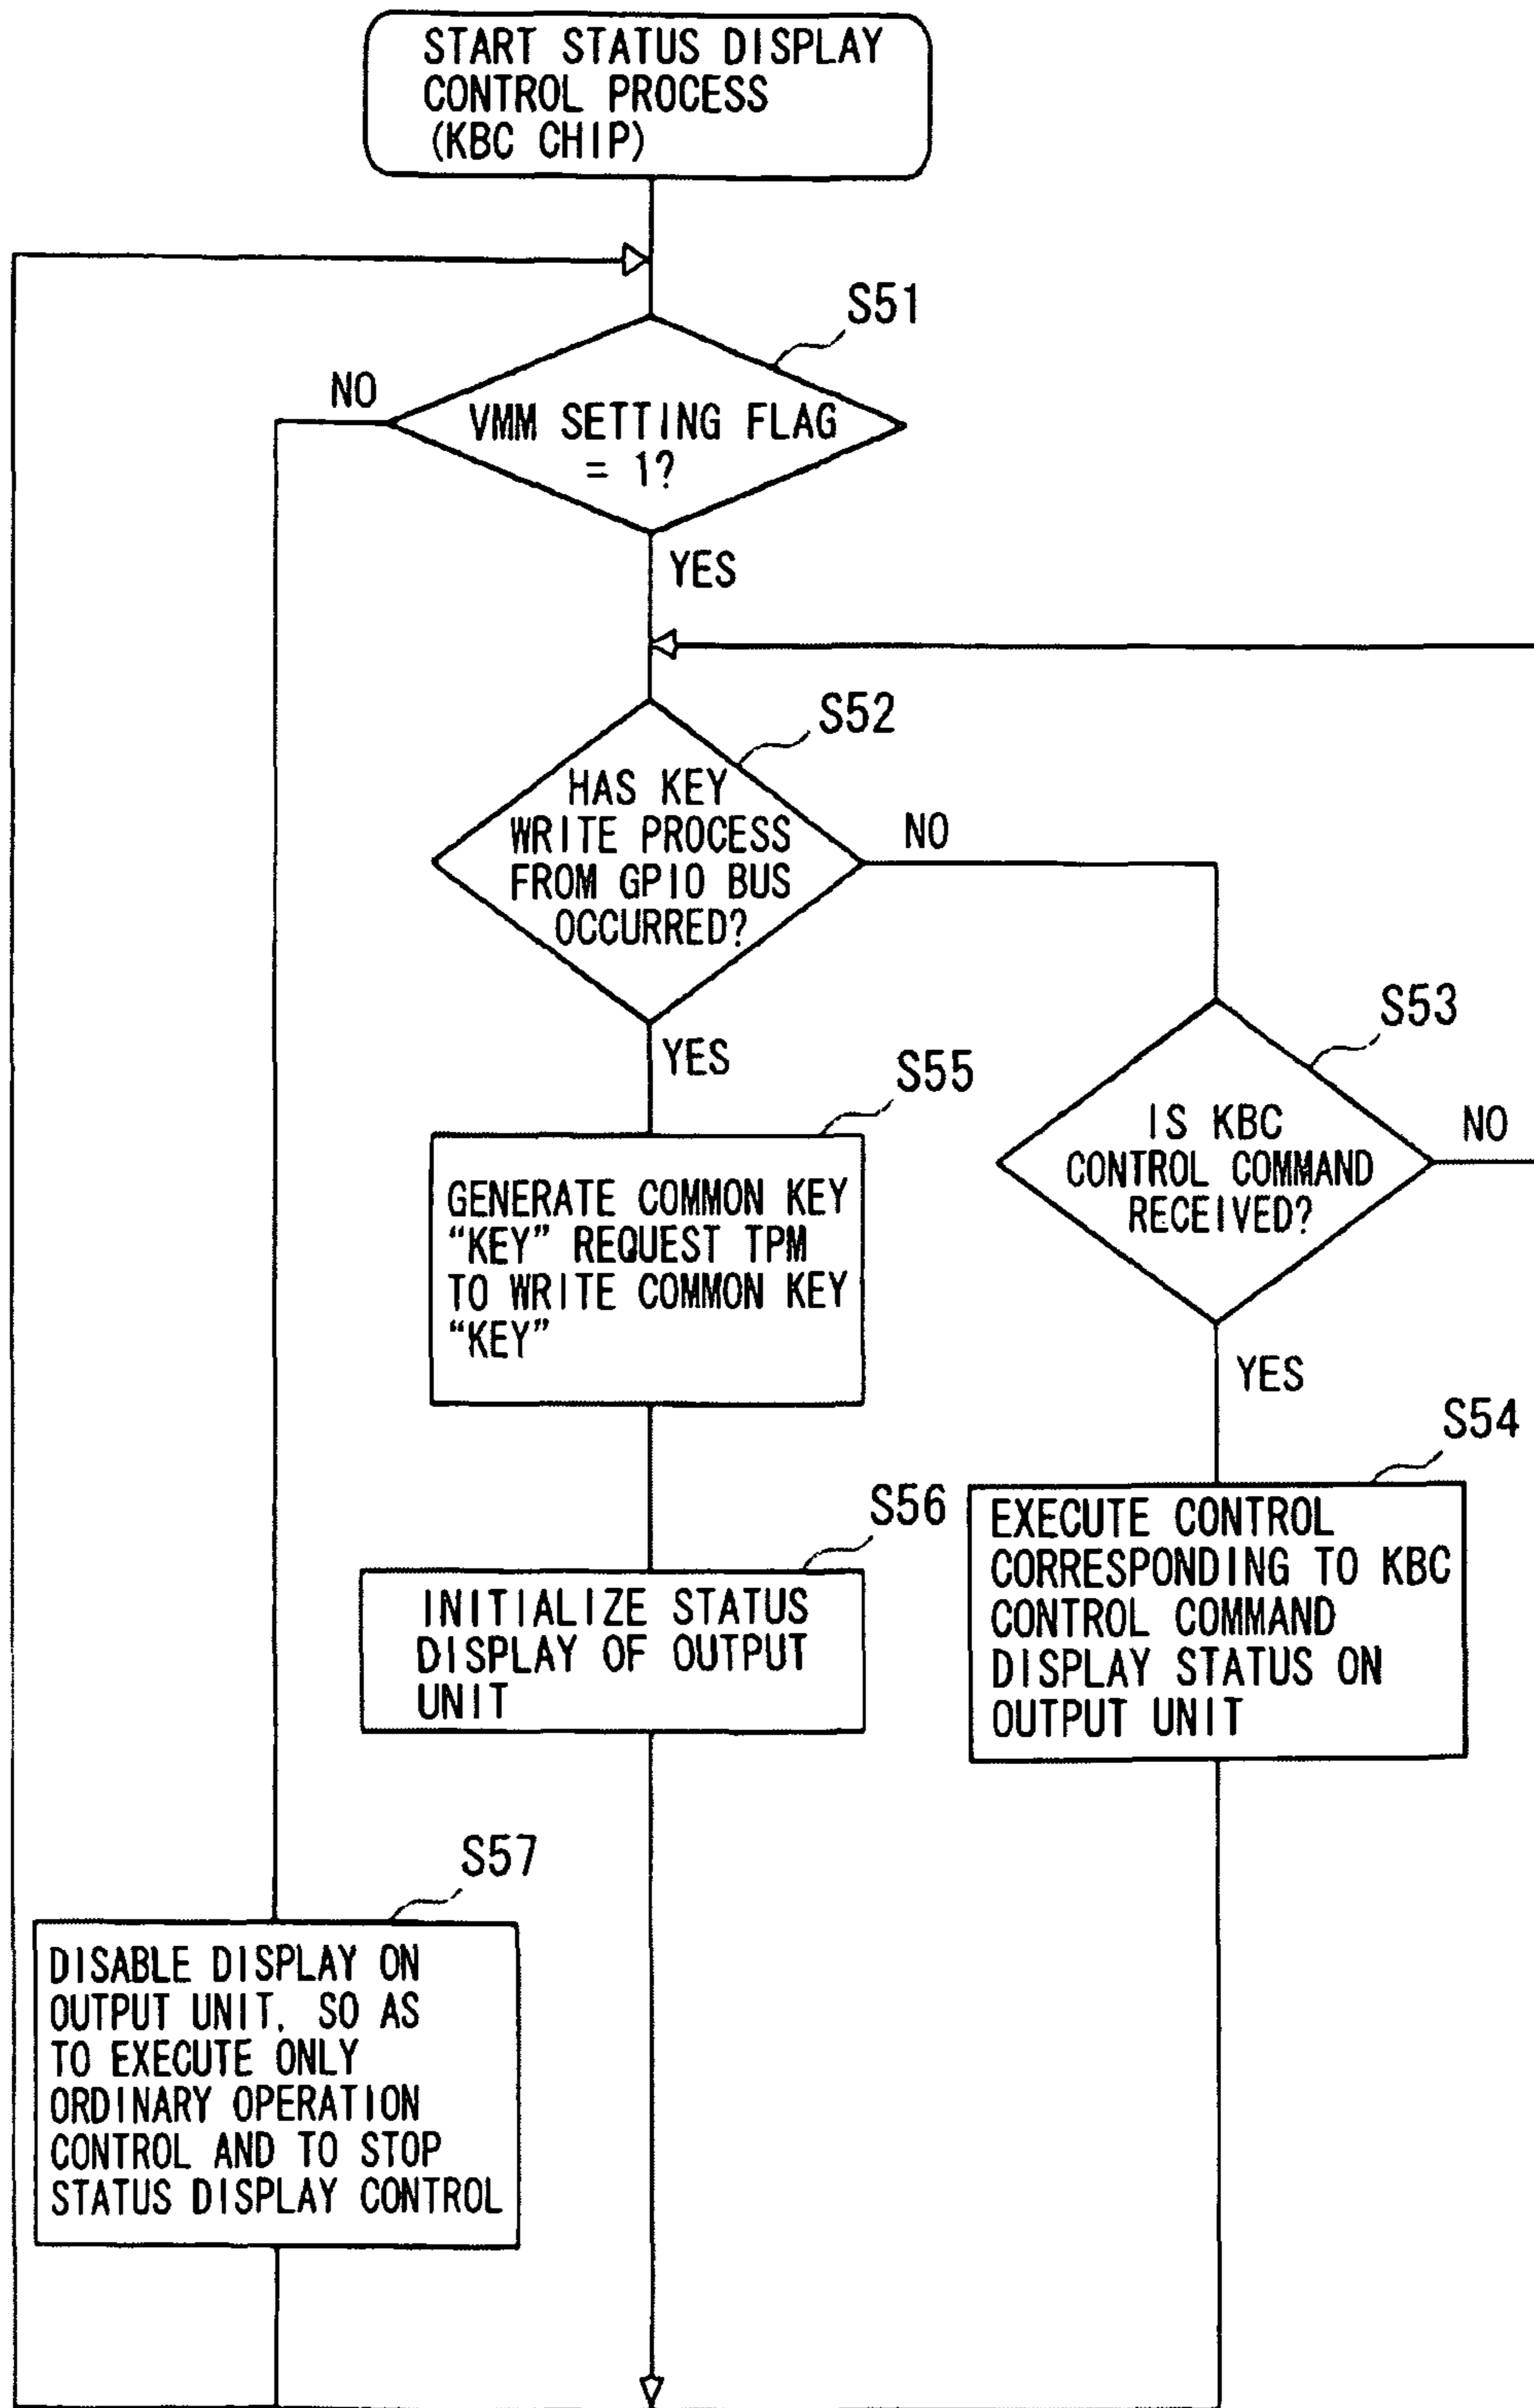 START STATUS DISPLAY
CONTROL PROCESS
(KBC CHIP)
S51
NO
VMM SETTING FLAG
= 1?
YES
S52
HAS KEY
WRITE PROCESS
FROM GPIO BUS
OCCURRED?
NO
YES
S53
IS KBC
CONTROL COMMAND
RECEIVED?
NO
YES
S55
GENERATE COMMON KEY
“KEY” REQUEST TPM
TO WRITE COMMON KEY
“KEY”
S54
EXECUTE CONTROL
CORRESPONDING TO KBC
CONTROL COMMAND
DISPLAY STATUS ON
OUTPUT UNIT
S56
INITIALIZE STATUS
DISPLAY OF OUTPUT
UNIT
S57
DISABLE DISPLAY ON
OUTPUT UNIT, SO AS
TO EXECUTE ONLY
ORDINARY OPERATION
CONTROL AND TO STOP
STATUS DISPLAY CONTROL